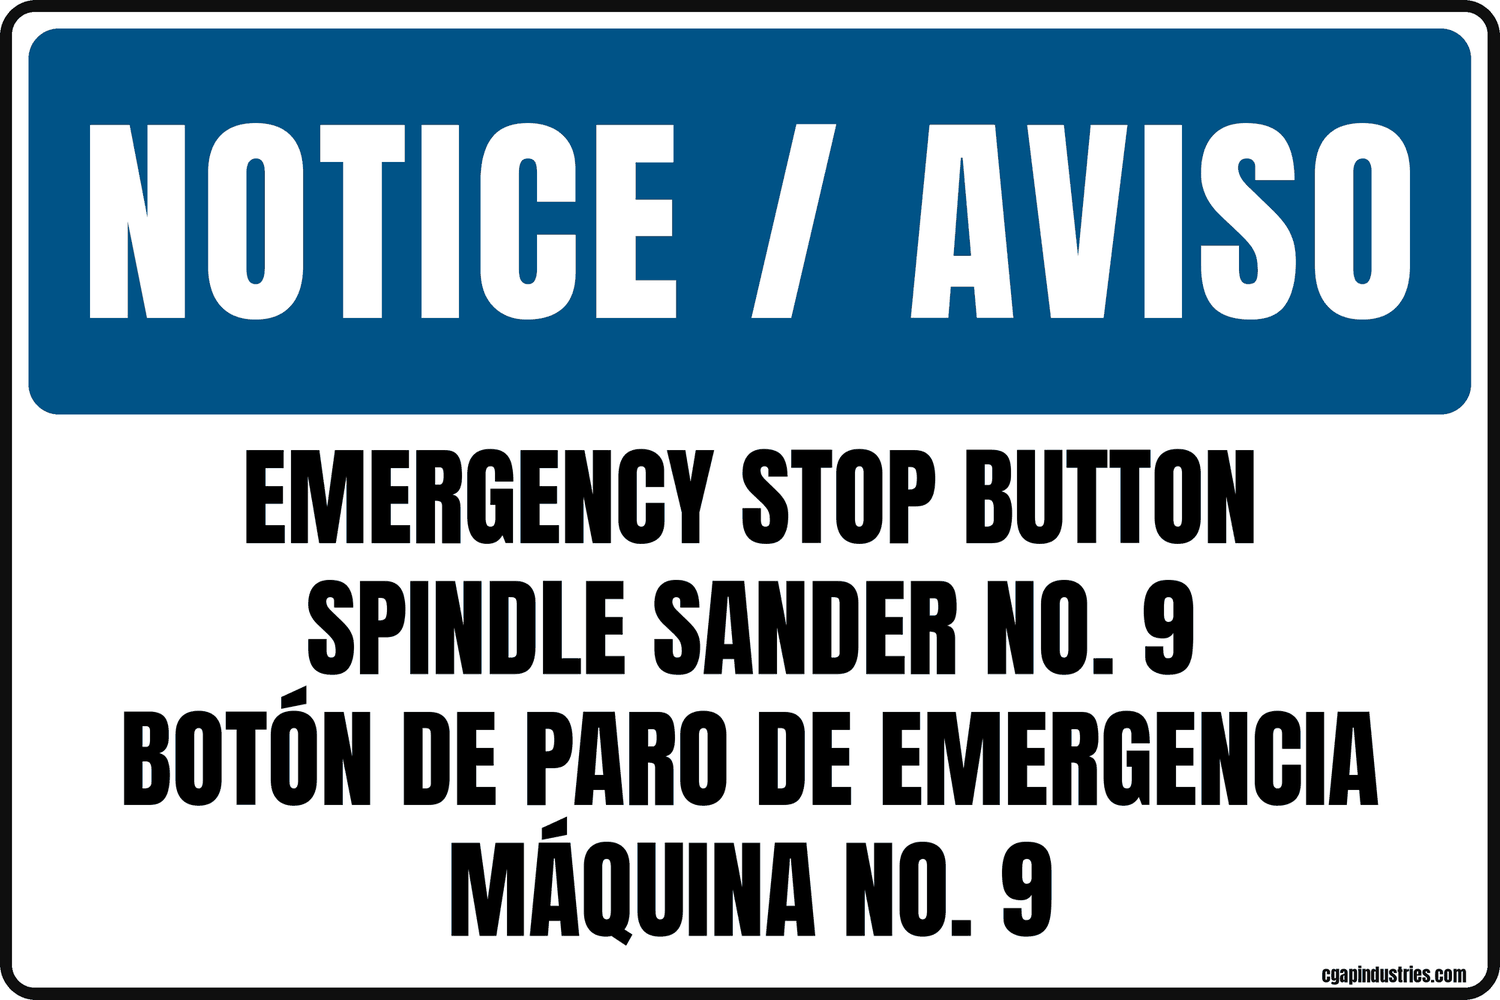 NOTICE / AVISO
EMERGENCY STOP BUTTON
SPINDLE SANDER NO. 9
BOTÓN DE PARO DE EMERGENCIA
MÁQUINA NO. 9
cgapindustries.com